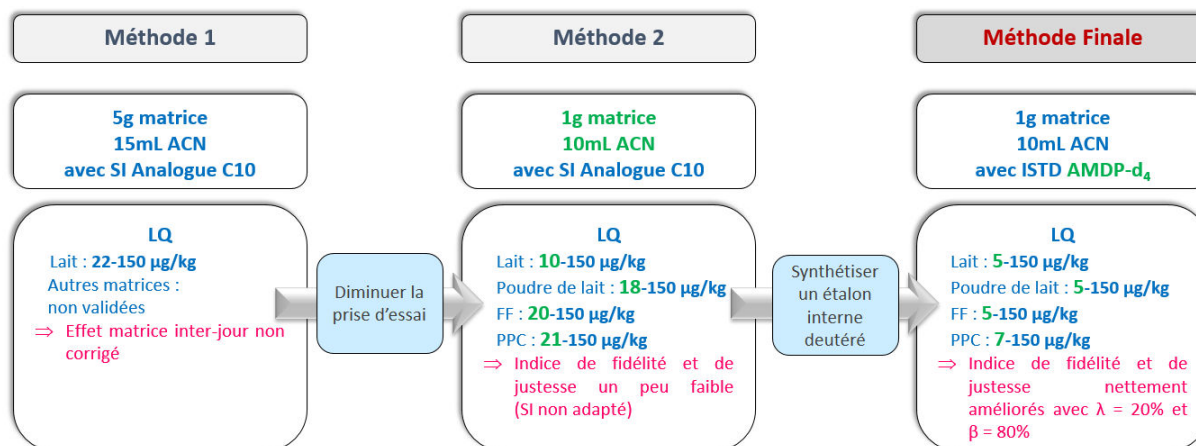 Méthode 1
5g matrice
15mL ACN
avec SI Analogue C10
LQ
Lait : 22-150 µg/kg
Autres matrices :
non validées
⇒ Effet matrice inter-jour non
corrigé
Diminuer la
prise d’essai
Méthode 2
1g matrice
10mL ACN
avec SI Analogue C10
LQ
Lait : 10-150 µg/kg
Poudre de lait : 18-150 µg/kg
FF : 20-150 µg/kg
PPC : 21-150 µg/kg
⇒ Indice de fidélité et de
justesse un peu faible
(SI non adapté)
Synthétiser
un étalon
interne
deutéré
Méthode Finale
1g matrice
10mL ACN
avec ISTD AMDP-d₄
LQ
Lait : 5-150 µg/kg
Poudre de lait : 5-150 µg/kg
FF : 5-150 µg/kg
PPC : 7-150 µg/kg
⇒ Indice de fidélité et de
justesse nettement
améliorés avec λ = 20% et
β = 80%